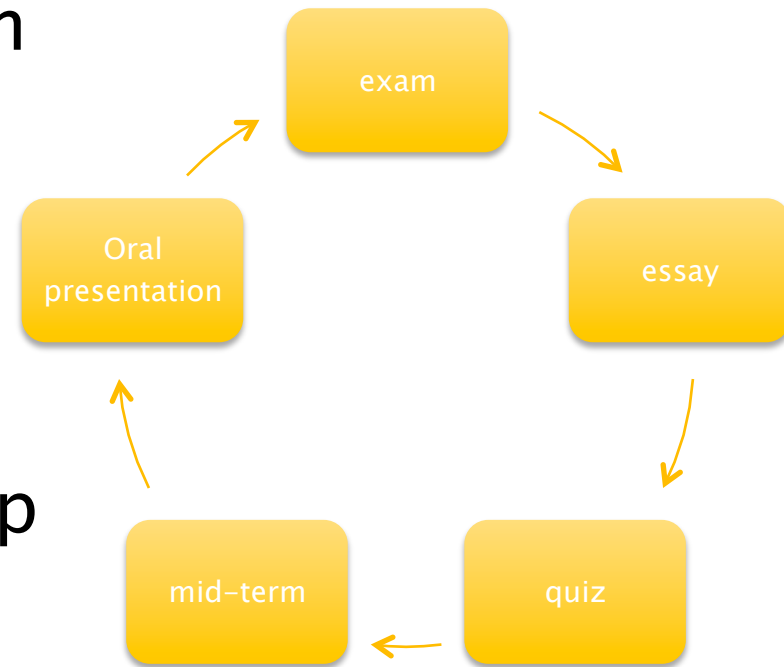 n
exam
Oral
presentation
essay
p
mid-term
quiz